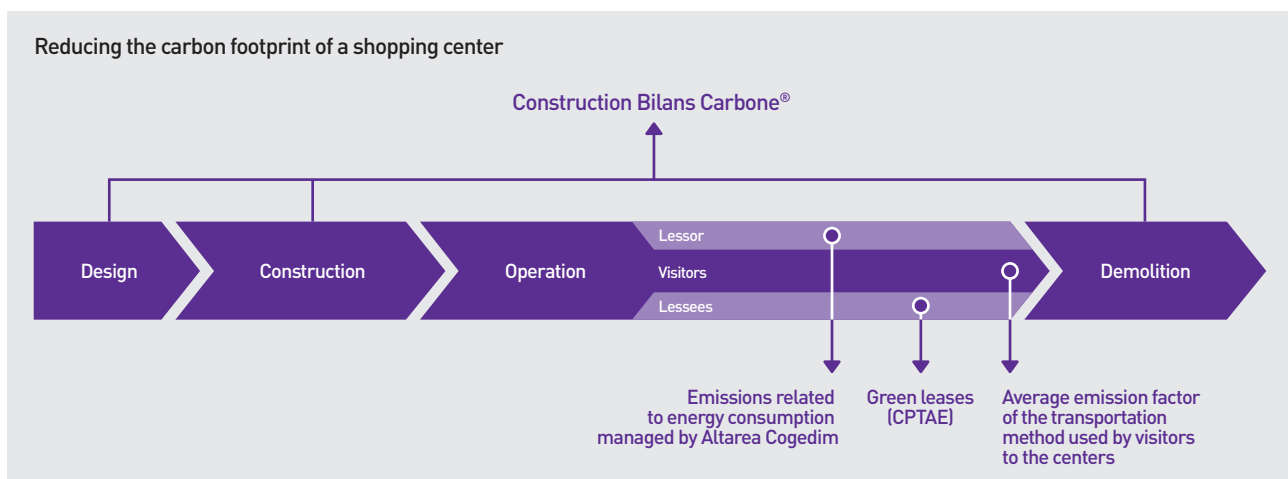 Reducing the carbon footprint of a shopping center
Construction Bilans Carbone®
Design
Construction
Operation
Lessor
Visitors
Lessees
Demolition
Emissions related
to energy consumption
managed by Altarea Cogedim
Green leases
(CPTAE)
Average emission factor
of the transportation
method used by visitors
to the centers